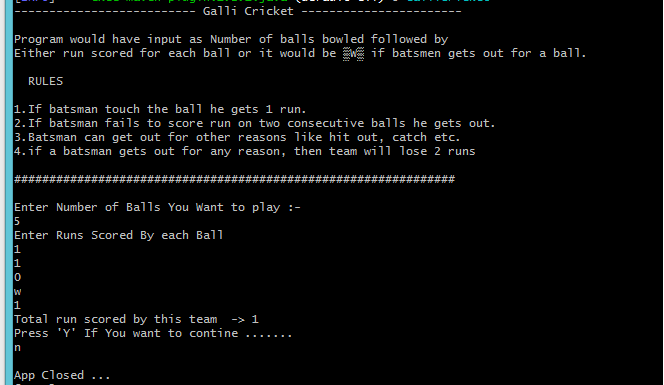 ---------------------------- Galli Cricket -----------------------
Program would have input as Number of balls bowled followed by
Either run scored for each ball or it would be ▒W▒ if batsmen gets out for a ball.
RULES
1.If batsman touch the ball he gets 1 run.
2.If batsman fails to score run on two consecutive balls he gets out.
3.Batsman can get out for other reasons like hit out, catch etc.
4.if a batsman gets out for any reason, then team will lose 2 runs
###############################################################
Enter Number of Balls You Want to play :-
5
Enter Runs Scored By each Ball
1
1
0
w
1
Total run scored by this team  -> 1
Press 'Y' If You want to contine .......
n
App Closed ...